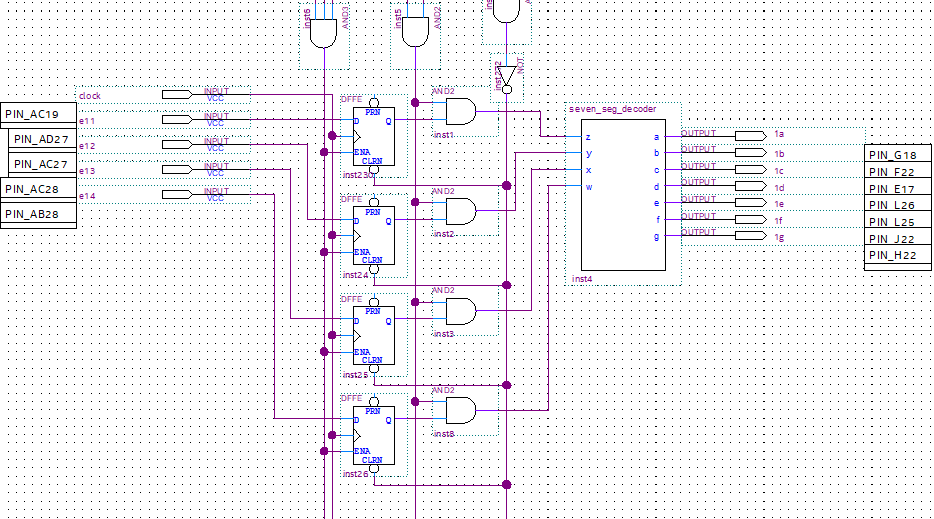 inst6
AND3
inst5
AND2
inst
NOT
clock
INPUT
VCC
PIN_AC19
e11
INPUT
VCC
PIN_AD27
e12
INPUT
VCC
PIN_AC27
e13
INPUT
VCC
PIN_AC28
e14
INPUT
VCC
PIN_AB28
DFFE
PRN
D
Q
ENA
CLRN
inst230
AND2
inst1
DFFE
PRN
D
Q
ENA
CLRN
inst24
AND2
inst2
DFFE
PRN
D
Q
ENA
CLRN
inst25
AND2
inst3
DFFE
PRN
D
Q
ENA
CLRN
inst26
AND2
inst8
seven_seg_decoder
z
y
x
w
a
b
c
d
e
f
g
inst4
OUTPUT
1a
OUTPUT
1b
OUTPUT
1c
OUTPUT
1d
OUTPUT
1e
OUTPUT
1f
OUTPUT
1g
PIN_G18
PIN_F22
PIN_E17
PIN_L26
PIN_L25
PIN_J22
PIN_H22